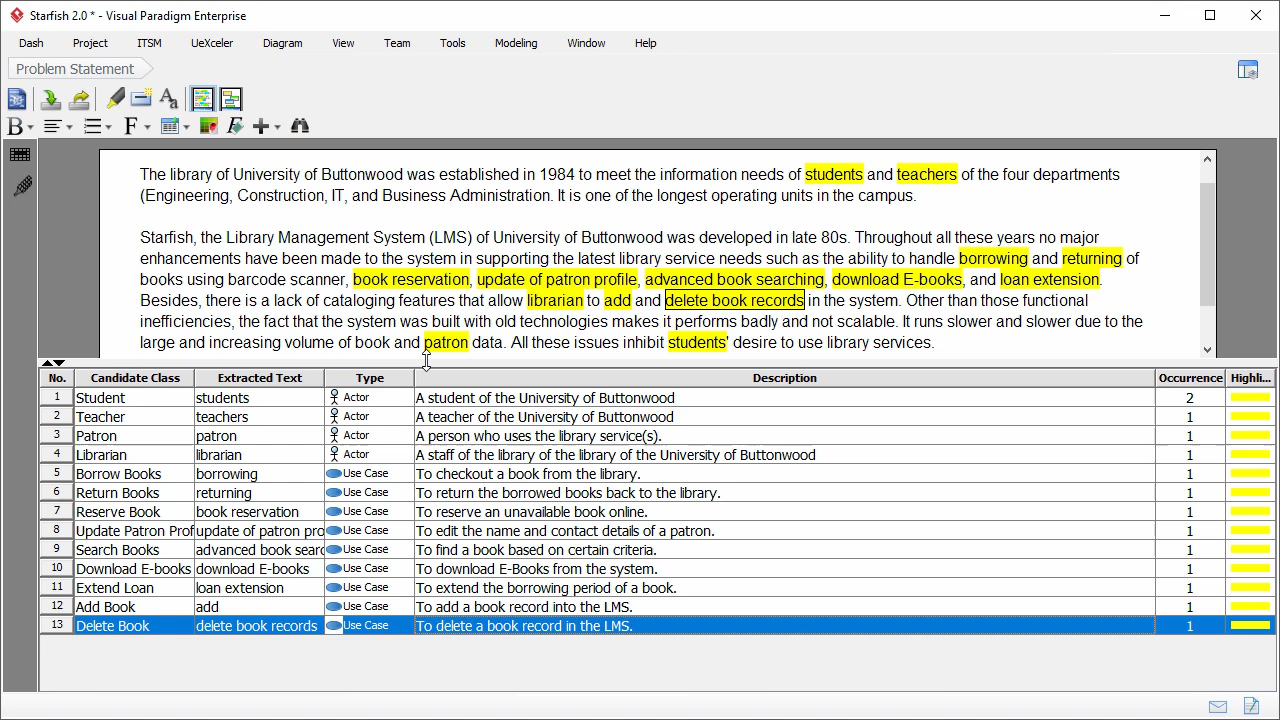 Starfish 2.0 * - Visual Paradigm Enterprise
Dash Project ITSM UeXceler Diagram View Team Tools Modeling Window Help
Problem Statement
The library of University of Buttonwood was established in 1984 to meet the information needs of students and teachers of the four departments
(Engineering, Construction, IT, and Business Administration. It is one of the longest operating units in the campus.
Starfish, the Library Management System (LMS) of University of Buttonwood was developed in late 80s. Throughout all these years no major
enhancements have been made to the system in supporting the latest library service needs such as the ability to handle borrowing and returning of
books using barcode scanner, book reservation, update of patron profile, advanced book searching, download E-books, and loan extension.
Besides, there is a lack of cataloging features that allow librarian to add and delete book records in the system. Other than those functional
inefficiencies, the fact that the system was built with old technologies makes it performs badly and not scalable. It runs slower and slower due to the
large and increasing volume of book and patron data. All these issues inhibit students' desire to use library services.
No. Candidate Class Extracted Text Type Description Occurrence Highli...
1 Student students Actor A student of the University of Buttonwood 2
2 Teacher teachers Actor A teacher of the University of Buttonwood 1
3 Patron patron Actor A person who uses the library service(s). 1
4 Librarian librarian Actor A staff of the library of the library of the University of Buttonwood 1
5 Borrow Books borrowing Use Case To checkout a book from the library. 1
6 Return Books returning Use Case To return the borrowed books back to the library. 1
7 Reserve Book book reservation Use Case To reserve an unavailable book online. 1
8 Update Patron Prof update of patron pro Use Case To edit the name and contact details of a patron. 1
9 Search Books advanced book searc Use Case To find a book based on certain criteria. 1
10 Download E-books download E-books Use Case To download E-Books from the system. 1
11 Extend Loan loan extension Use Case To extend the borrowing period of a book. 1
12 Add Book add Use Case To add a book record into the LMS. 1
13 Delete Book delete book records Use Case To delete a book record in the LMS. 1